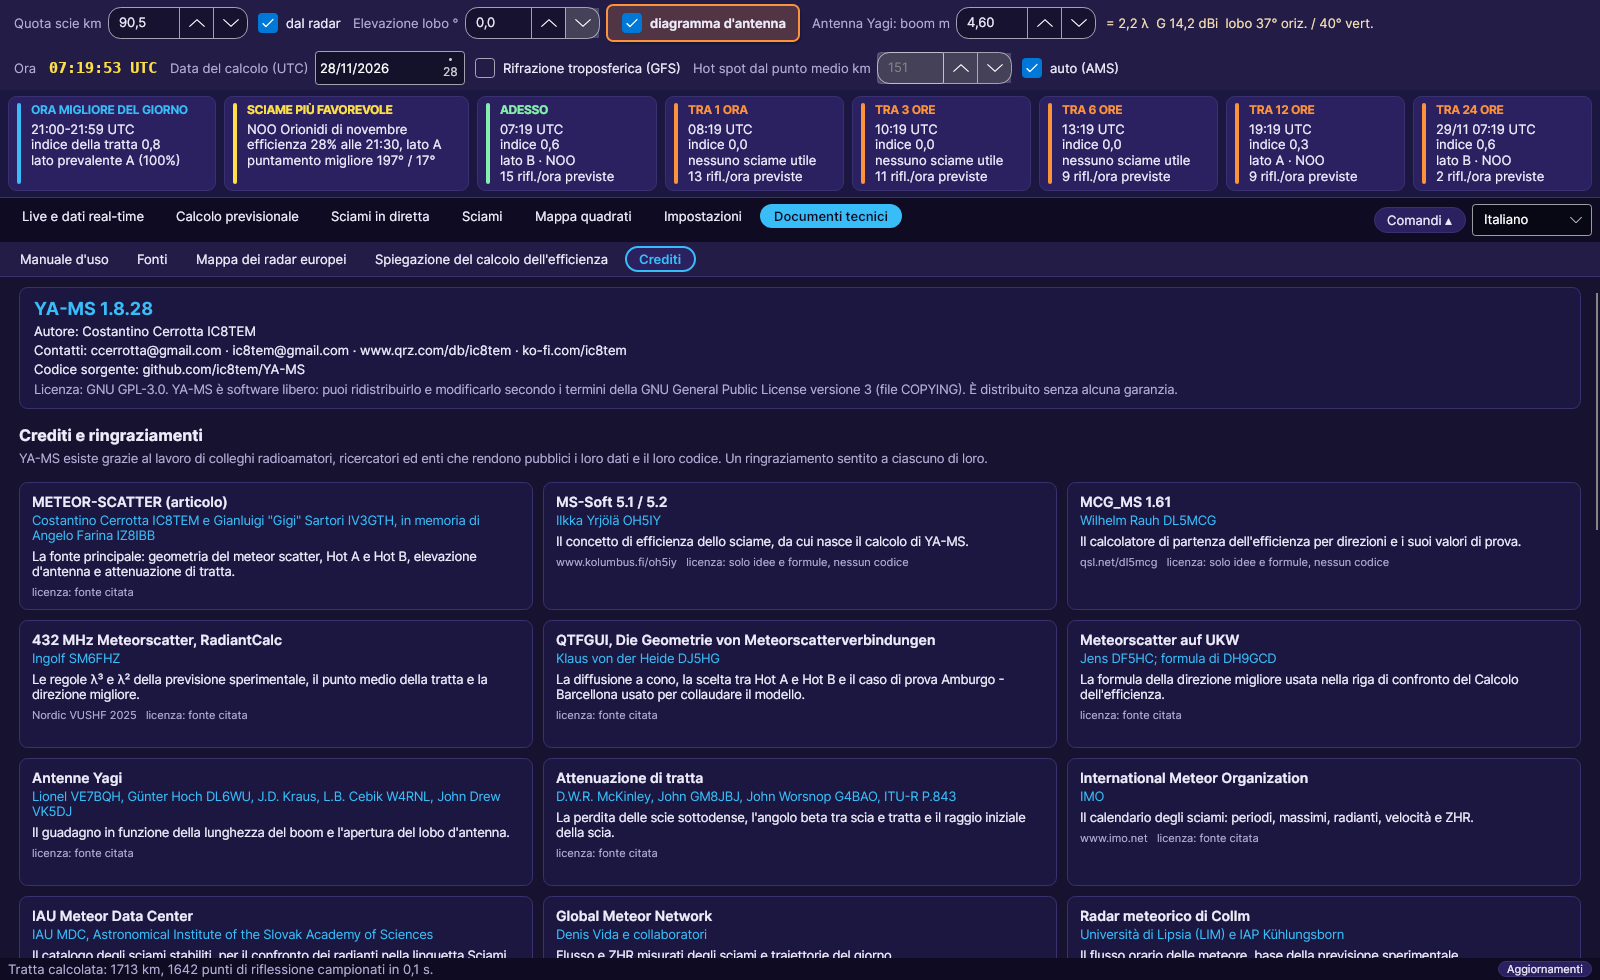 Quota scie km 90,5 dal radar Elevazione lobo ° 0,0 diagramma d'antenna Antenna Yagi: boom m 4,60 = 2,2 λ G 14,2 dBi lobo 37° oriz. / 40° vert.
Ora 07:19:53 UTC Data del calcolo (UTC) 28/11/2026 28 Rifrazione troposferica (GFS) Hot spot dal punto medio km 151 auto (AMS)
ORA MIGLIORE DEL GIORNO
21:00-21:59 UTC
indice della tratta 0,8
lato prevalente A (100%)
SCIAME PIÙ FAVOREVOLE
NOO Orionidi di novembre
efficienza 28% alle 21:30, lato A
puntamento migliore 197° / 17°
ADESSO
07:19 UTC
indice 0,6
lato B · NOO
15 rifl./ora previste
TRA 1 ORA
08:19 UTC
indice 0,0
nessuno sciame utile
13 rifl./ora previste
TRA 3 ORE
10:19 UTC
indice 0,0
nessuno sciame utile
11 rifl./ora previste
TRA 6 ORE
13:19 UTC
indice 0,0
nessuno sciame utile
9 rifl./ora previste
TRA 12 ORE
19:19 UTC
indice 0,3
lato A · NOO
9 rifl./ora previste
TRA 24 ORE
29/11 07:19 UTC
indice 0,6
lato B · NOO
2 rifl./ora previste
Live e dati real-time Calcolo previsionale Sciami in diretta Sciami Mappa quadrati Impostazioni Documenti tecnici Comandi ▴ Italiano
Manuale d'uso Fonti Mappa dei radar europei Spiegazione del calcolo dell'efficienza Crediti
YA-MS 1.8.28
Autore: Costantino Cerrotta IC8TEM
Contatti: ccerrotta@gmail.com · ic8tem@gmail.com · www.qrz.com/db/ic8tem · ko-fi.com/ic8tem
Codice sorgente: github.com/ic8tem/YA-MS
Licenza: GNU GPL-3.0. YA-MS è software libero: puoi ridistribuirlo e modificarlo secondo i termini della GNU General Public License versione 3 (file COPYING). È distribuito senza alcuna garanzia.
Crediti e ringraziamenti
YA-MS esiste grazie al lavoro di colleghi radioamatori, ricercatori ed enti che rendono pubblici i loro dati e il loro codice. Un ringraziamento sentito a ciascuno di loro.
METEOR-SCATTER (articolo)
Costantino Cerrotta IC8TEM e Gianluigi "Gigi" Sartori IV3GTH, in memoria di
Angelo Farina IZ8IBB
La fonte principale: geometria del meteor scatter, Hot A e Hot B, elevazione
d'antenna e attenuazione di tratta.
licenza: fonte citata
MS-Soft 5.1 / 5.2
Ilkka Yrjölä OH5IY
Il concetto di efficienza dello sciame, da cui nasce il calcolo di YA-MS.
www.kolumbus.fi/oh5iy licenza: solo idee e formule, nessun codice
MCG_MS 1.61
Wilhelm Rauh DL5MCG
Il calcolatore di partenza dell'efficienza per direzioni e i suoi valori di prova.
qsl.net/dl5mcg licenza: solo idee e formule, nessun codice
432 MHz Meteorscatter, RadiantCalc
Ingolf SM6FHZ
Le regole λ³ e λ² della previsione sperimentale, il punto medio della tratta e la
direzione migliore.
Nordic VUSHF 2025 licenza: fonte citata
QTFGUI, Die Geometrie von Meteorscatterverbindungen
Klaus von der Heide DJ5HG
La diffusione a cono, la scelta tra Hot A e Hot B e il caso di prova Amburgo -
Barcellona usato per collaudare il modello.
licenza: fonte citata
Meteorscatter auf UKW
Jens DF5HC; formula di DH9GCD
La formula della direzione migliore usata nella riga di confronto del Calcolo
dell'efficienza.
licenza: fonte citata
Antenne Yagi
Lionel VE7BQH, Günter Hoch DL6WU, J.D. Kraus, L.B. Cebik W4RNL, John Drew
VK5DJ
Il guadagno in funzione della lunghezza del boom e l'apertura del lobo d'antenna.
licenza: fonte citata
Attenuazione di tratta
D.W.R. McKinley, John GM8JBJ, John Worsnop G4BAO, ITU-R P.843
La perdita delle scie sottodense, l'angolo beta tra scia e tratta e il raggio iniziale
della scia.
licenza: fonte citata
International Meteor Organization
IMO
Il calendario degli sciami: periodi, massimi, radianti, velocità e ZHR.
www.imo.net licenza: fonte citata
IAU Meteor Data Center
IAU MDC, Astronomical Institute of the Slovak Academy of Sciences
Il catalogo degli sciami stabiliti, per il confronto dei radianti nella linguetta Sciami.
Global Meteor Network
Denis Vida e collaboratori
Flusso e ZHR misurati degli sciami e traiettorie del giorno.
Radar meteorico di Collm
Università di Lipsia (LIM) e IAP Kühlungsborn
Il flusso orario delle meteore, base della previsione sperimentale.
Tratta calcolata: 1713 km, 1642 punti di riflessione campionati in 0,1 s.
Aggiornamenti